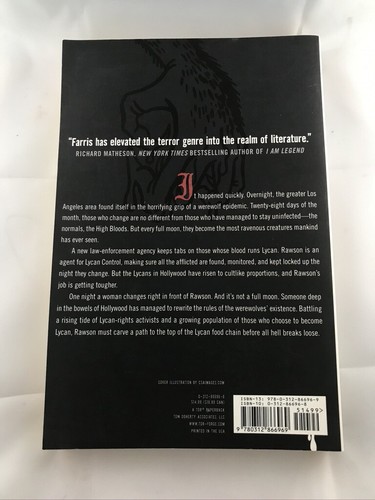 "Farris has elevated the terror genre into the realm of literature."
RICHARD MATHESON, NEW YORK TIMES BESTSELLING AUTHOR OF I AM LEGEND
It happened quickly. Overnight, the greater Los
Angeles area found itself in the horrifying grip of a werewolf epidemic. Twenty-eight days of the
month, those who change are no different from those who have managed to stay uninfected—the
normals, the High Bloods. But every full moon, they become the most ravenous creatures mankind
has ever seen.
A new law-enforcement agency keeps tabs on those whose blood runs Lycan. Rawson is an
agent for Lycan Control, making sure all the afflicted are found, monitored, and kept locked up the
night they change. But the Lycans in Hollywood have risen to cultlike proportions, and Rawson's
job is getting tougher.
One night a woman changes right in front of Rawson. And it's not a full moon. Someone deep
in the bowels of Hollywood has managed to rewrite the rules of the werewolves' existence. Battling
a rising tide of Lycan-rights activists and a growing population of those who choose to become
Lycan, Rawson must carve a path to the top of the Lycan food chain before all hell breaks loose.
COVER ILLUSTRATION BY
0-312-86696-8
$14.99
A TOR® PAPERBACK
TOM DOHERTY ASSOCIATES, LLC
WWW.TOR-FORGE.COM
PRINTED IN THE USA
ISBN-13: 978-0-312-86696-9
ISBN-10: 0-312-86696-8
51499>
9 780312 866969